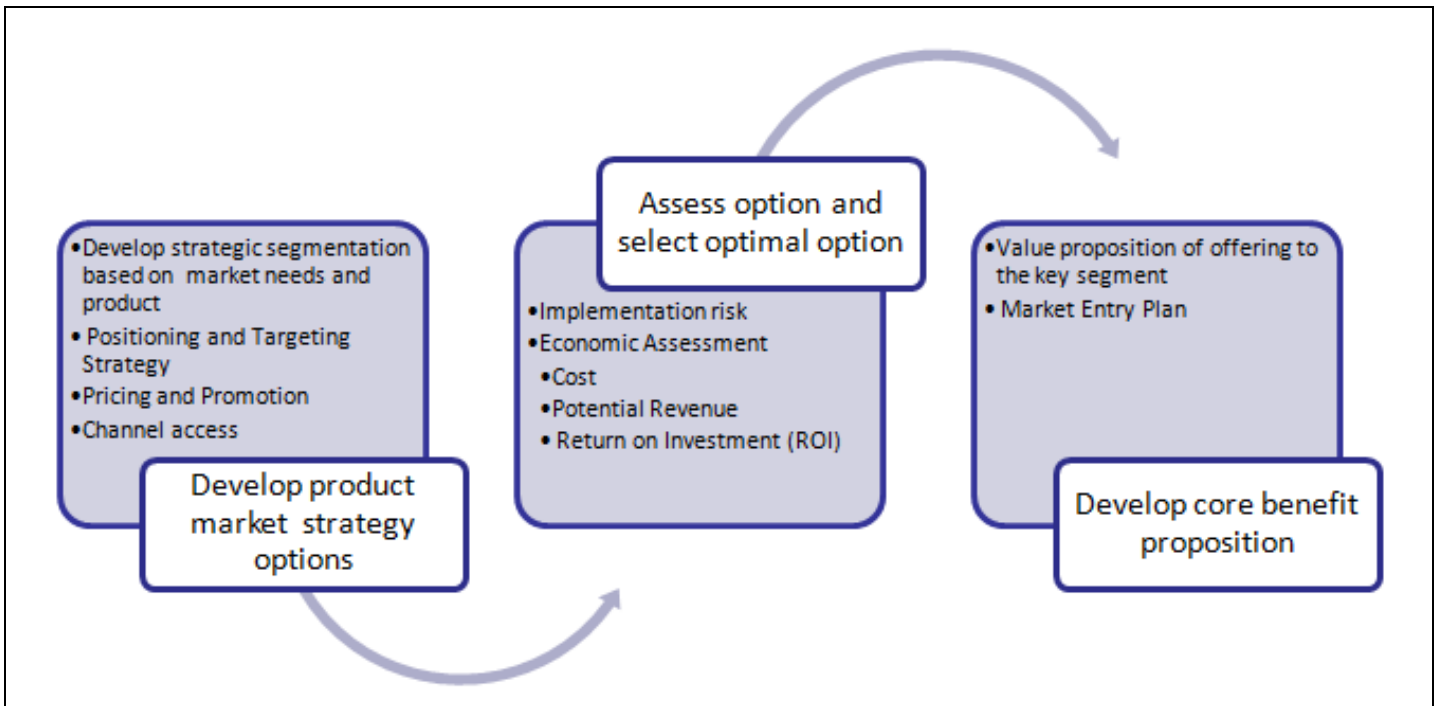 •Develop strategic segmentation
based on market needs and
product
• Positioning and Targeting
Strategy
•Pricing and Promotion
•Channel access
Develop product
market strategy
options
Assess option and
select optimal option
•Implementation risk
•Economic Assessment
•Cost
•Potential Revenue
• Return on Investment (ROI)
•Value proposition of offering to
the key segment
• Market Entry Plan
Develop core benefit
proposition